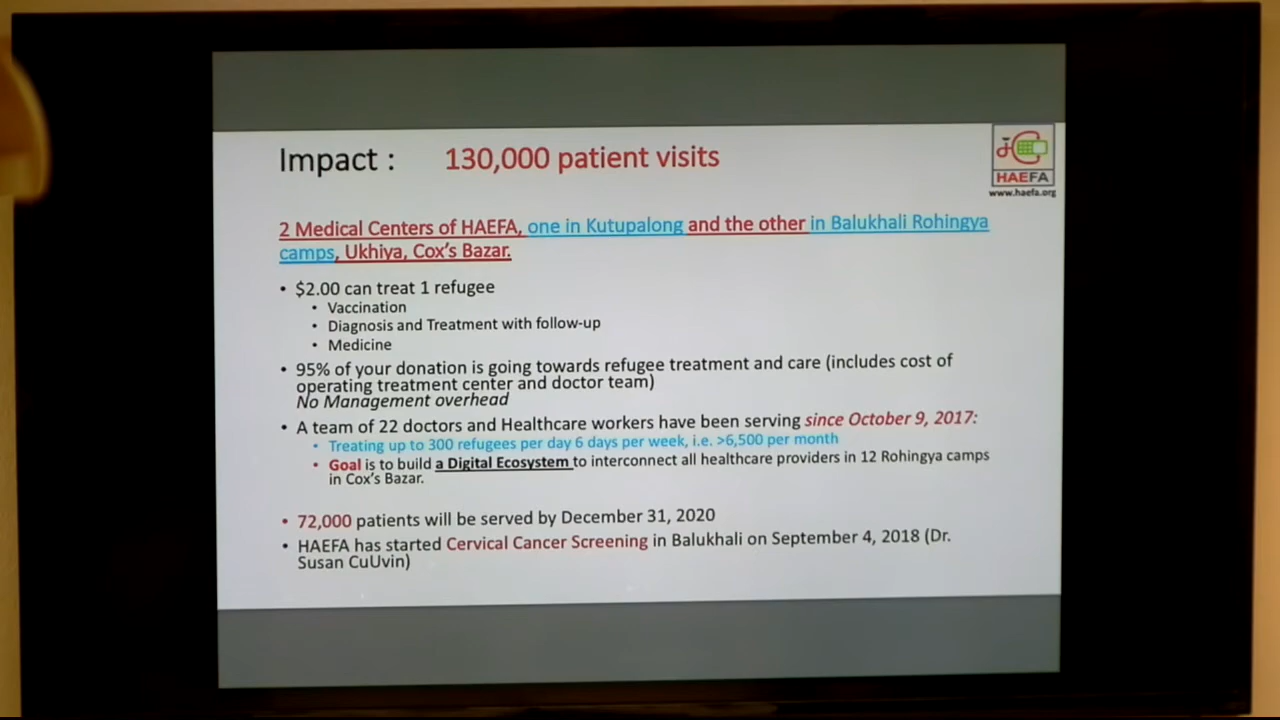 Impact : 130,000 patient visits
HAEFA
www.haefa.org
2 Medical Centers of HAEFA, one in Kutupalong and the other in Balukhali Rohingya
camps, Ukhiya, Cox's Bazar.
• $2.00 can treat 1 refugee
• Vaccination
• Diagnosis and Treatment with follow-up
• Medicine
• 95% of your donation is going towards refugee treatment and care (includes cost of
operating treatment center and doctor team)
No Management overhead
• A team of 22 doctors and Healthcare workers have been serving since October 9, 2017:
• Treating up to 300 refugees per day 6 days per week, i.e. >6,500 per month
• Goal is to build a Digital Ecosystem to interconnect all healthcare providers in 12 Rohingya camps
in Cox's Bazar.
• 72,000 patients will be served by December 31, 2020
• HAEFA has started Cervical Cancer Screening in Balukhali on September 4, 2018 (Dr.
Susan CuUvin)